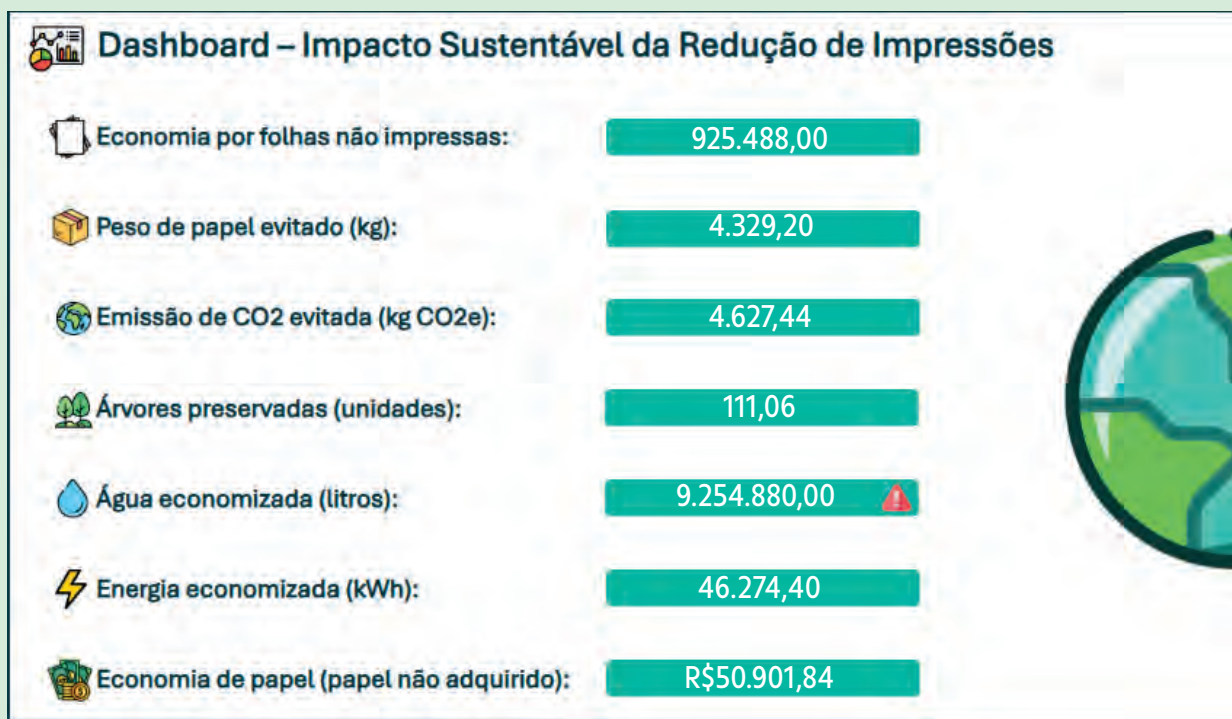 Dashboard – Impacto Sustentável da Redução de Impressões
Economia por folhas não impressas: 925.488,00
Peso de papel evitado (kg): 4.329,20
Emissão de CO2 evitada (kg CO2e): 4.627,44
Árvores preservadas (unidades): 111,06
Água economizada (litros): 9.254.880,00
Energia economizada (kWh): 46.274,40
Economia de papel (papel não adquirido): R$50.901,84